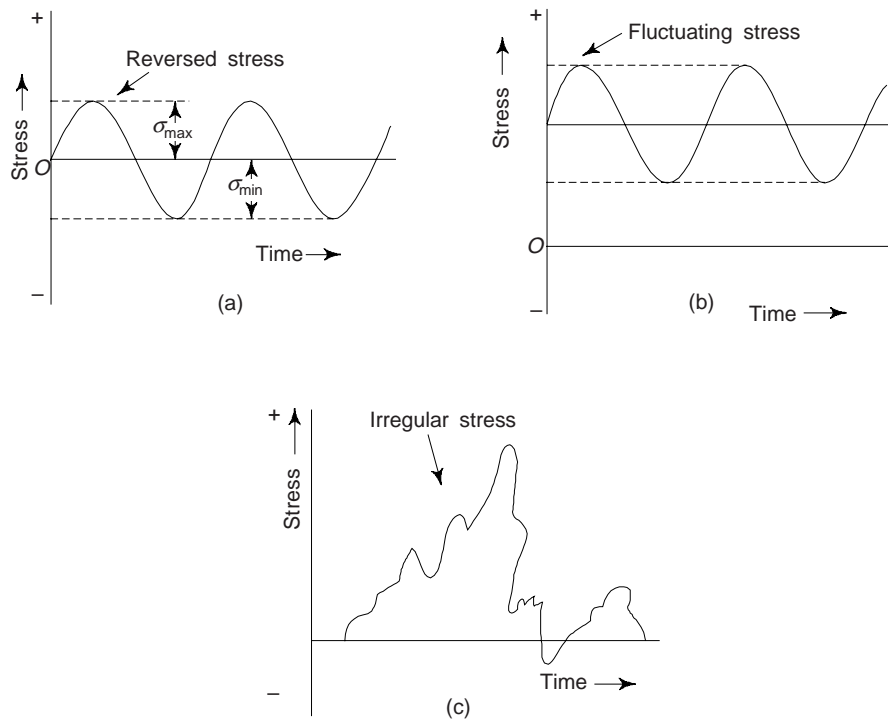 +
Reversed stress
Stress
σmax
O
σmin
Time
–
(a)
+
Fluctuating stress
Stress
O
–
Time
(b)
+
Irregular stress
Stress
–
Time
(c)